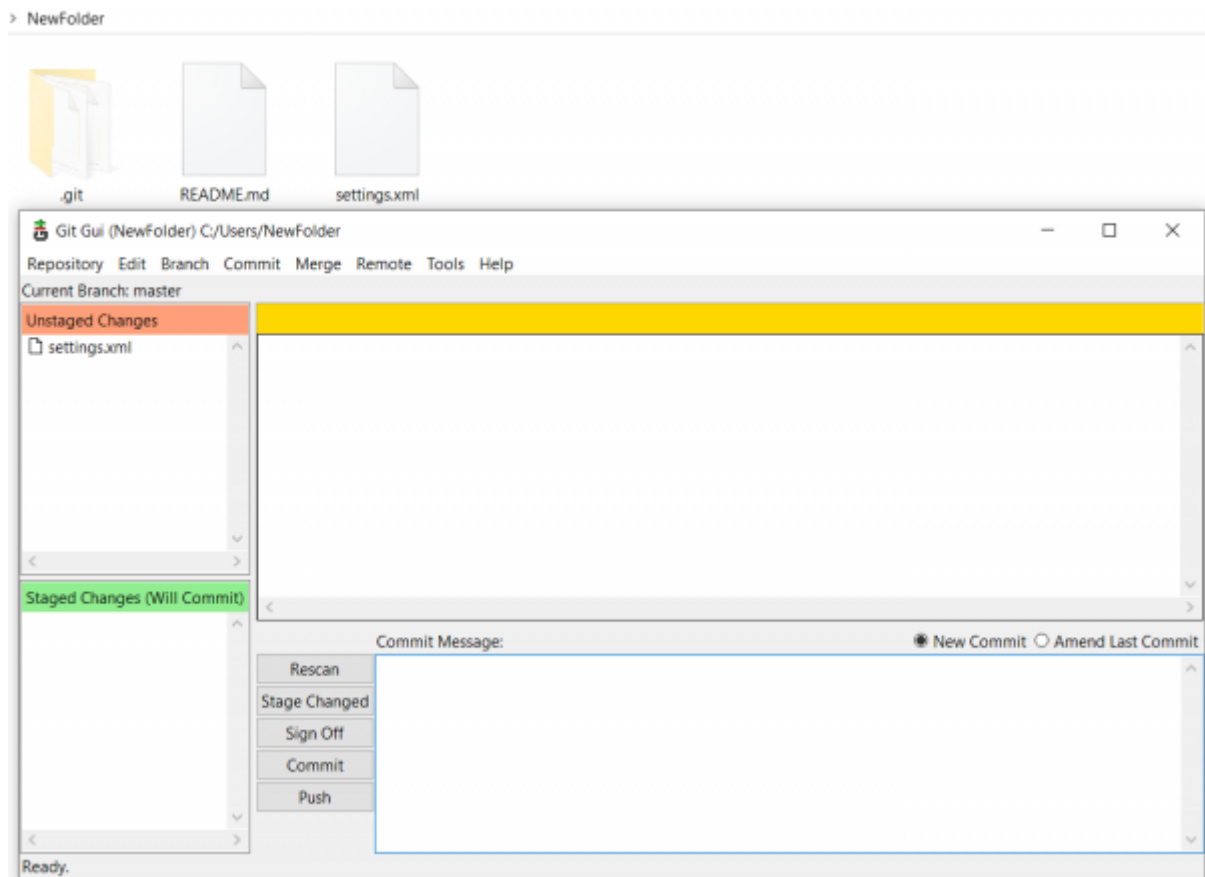 > NewFolder
.git README.md settings.xml
Git Gui (NewFolder) C:/Users/NewFolder
Repository Edit Branch Commit Merge Remote Tools Help
Current Branch: master
Unstaged Changes
settings.xml
Staged Changes (Will Commit)
Commit Message:
New Commit Amend Last Commit
Rescan
Stage Changed
Sign Off
Commit
Push
Ready.